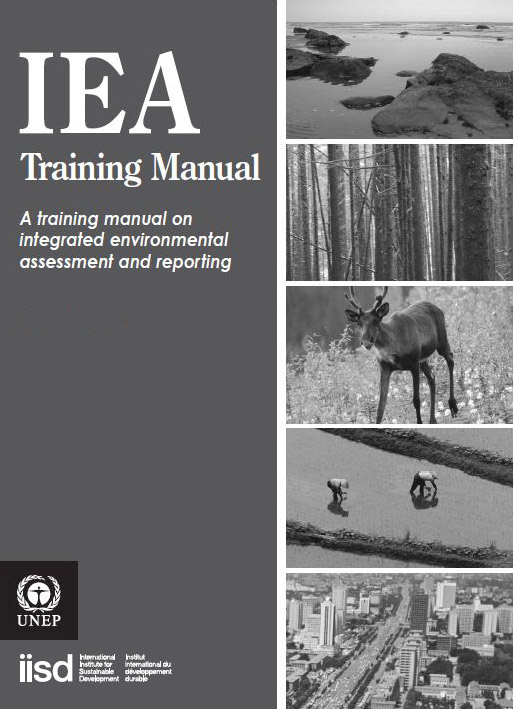 IEA
Training Manual
A training manual on
integrated environmental
assessment and reporting
UNEP
iisd
International
Institute for
Sustainable
Development
Institut
international du
développement
durable